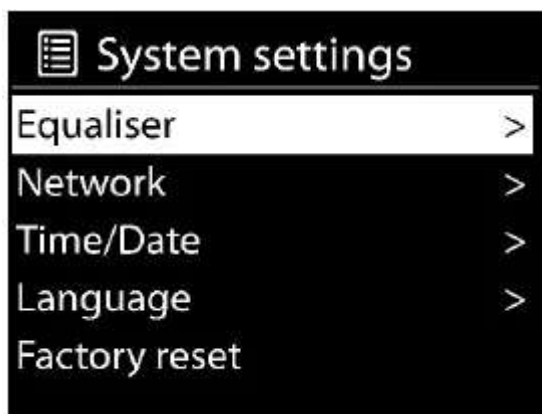 System settings
Equaliser >
Network >
Time/Date >
Language >
Factory reset